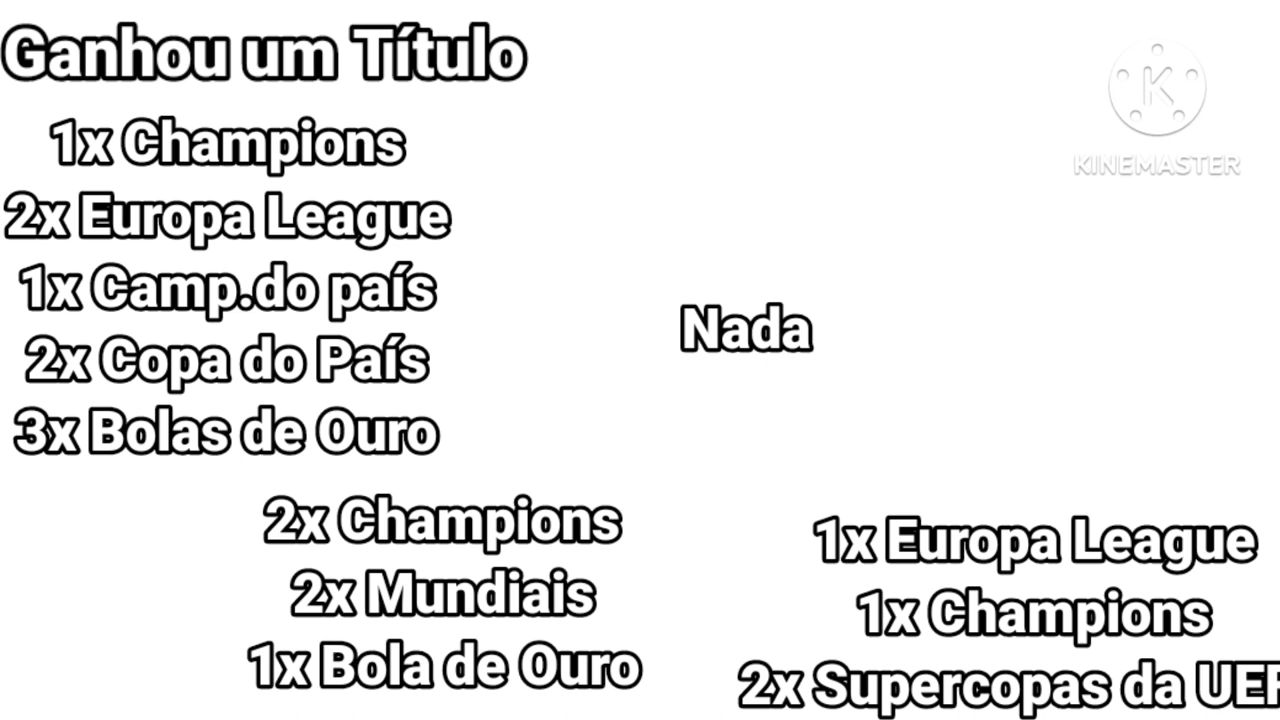 Ganhou um Título
1x Champions
2x Europa League
1x Camp.do país
2x Copa do País
3x Bolas de Ouro
Nada
2x Champions
2x Mundiais
1x Bola de Ouro
1x Europa League
1x Champions
2x Supercopas da UEF
K
KINEMASTER